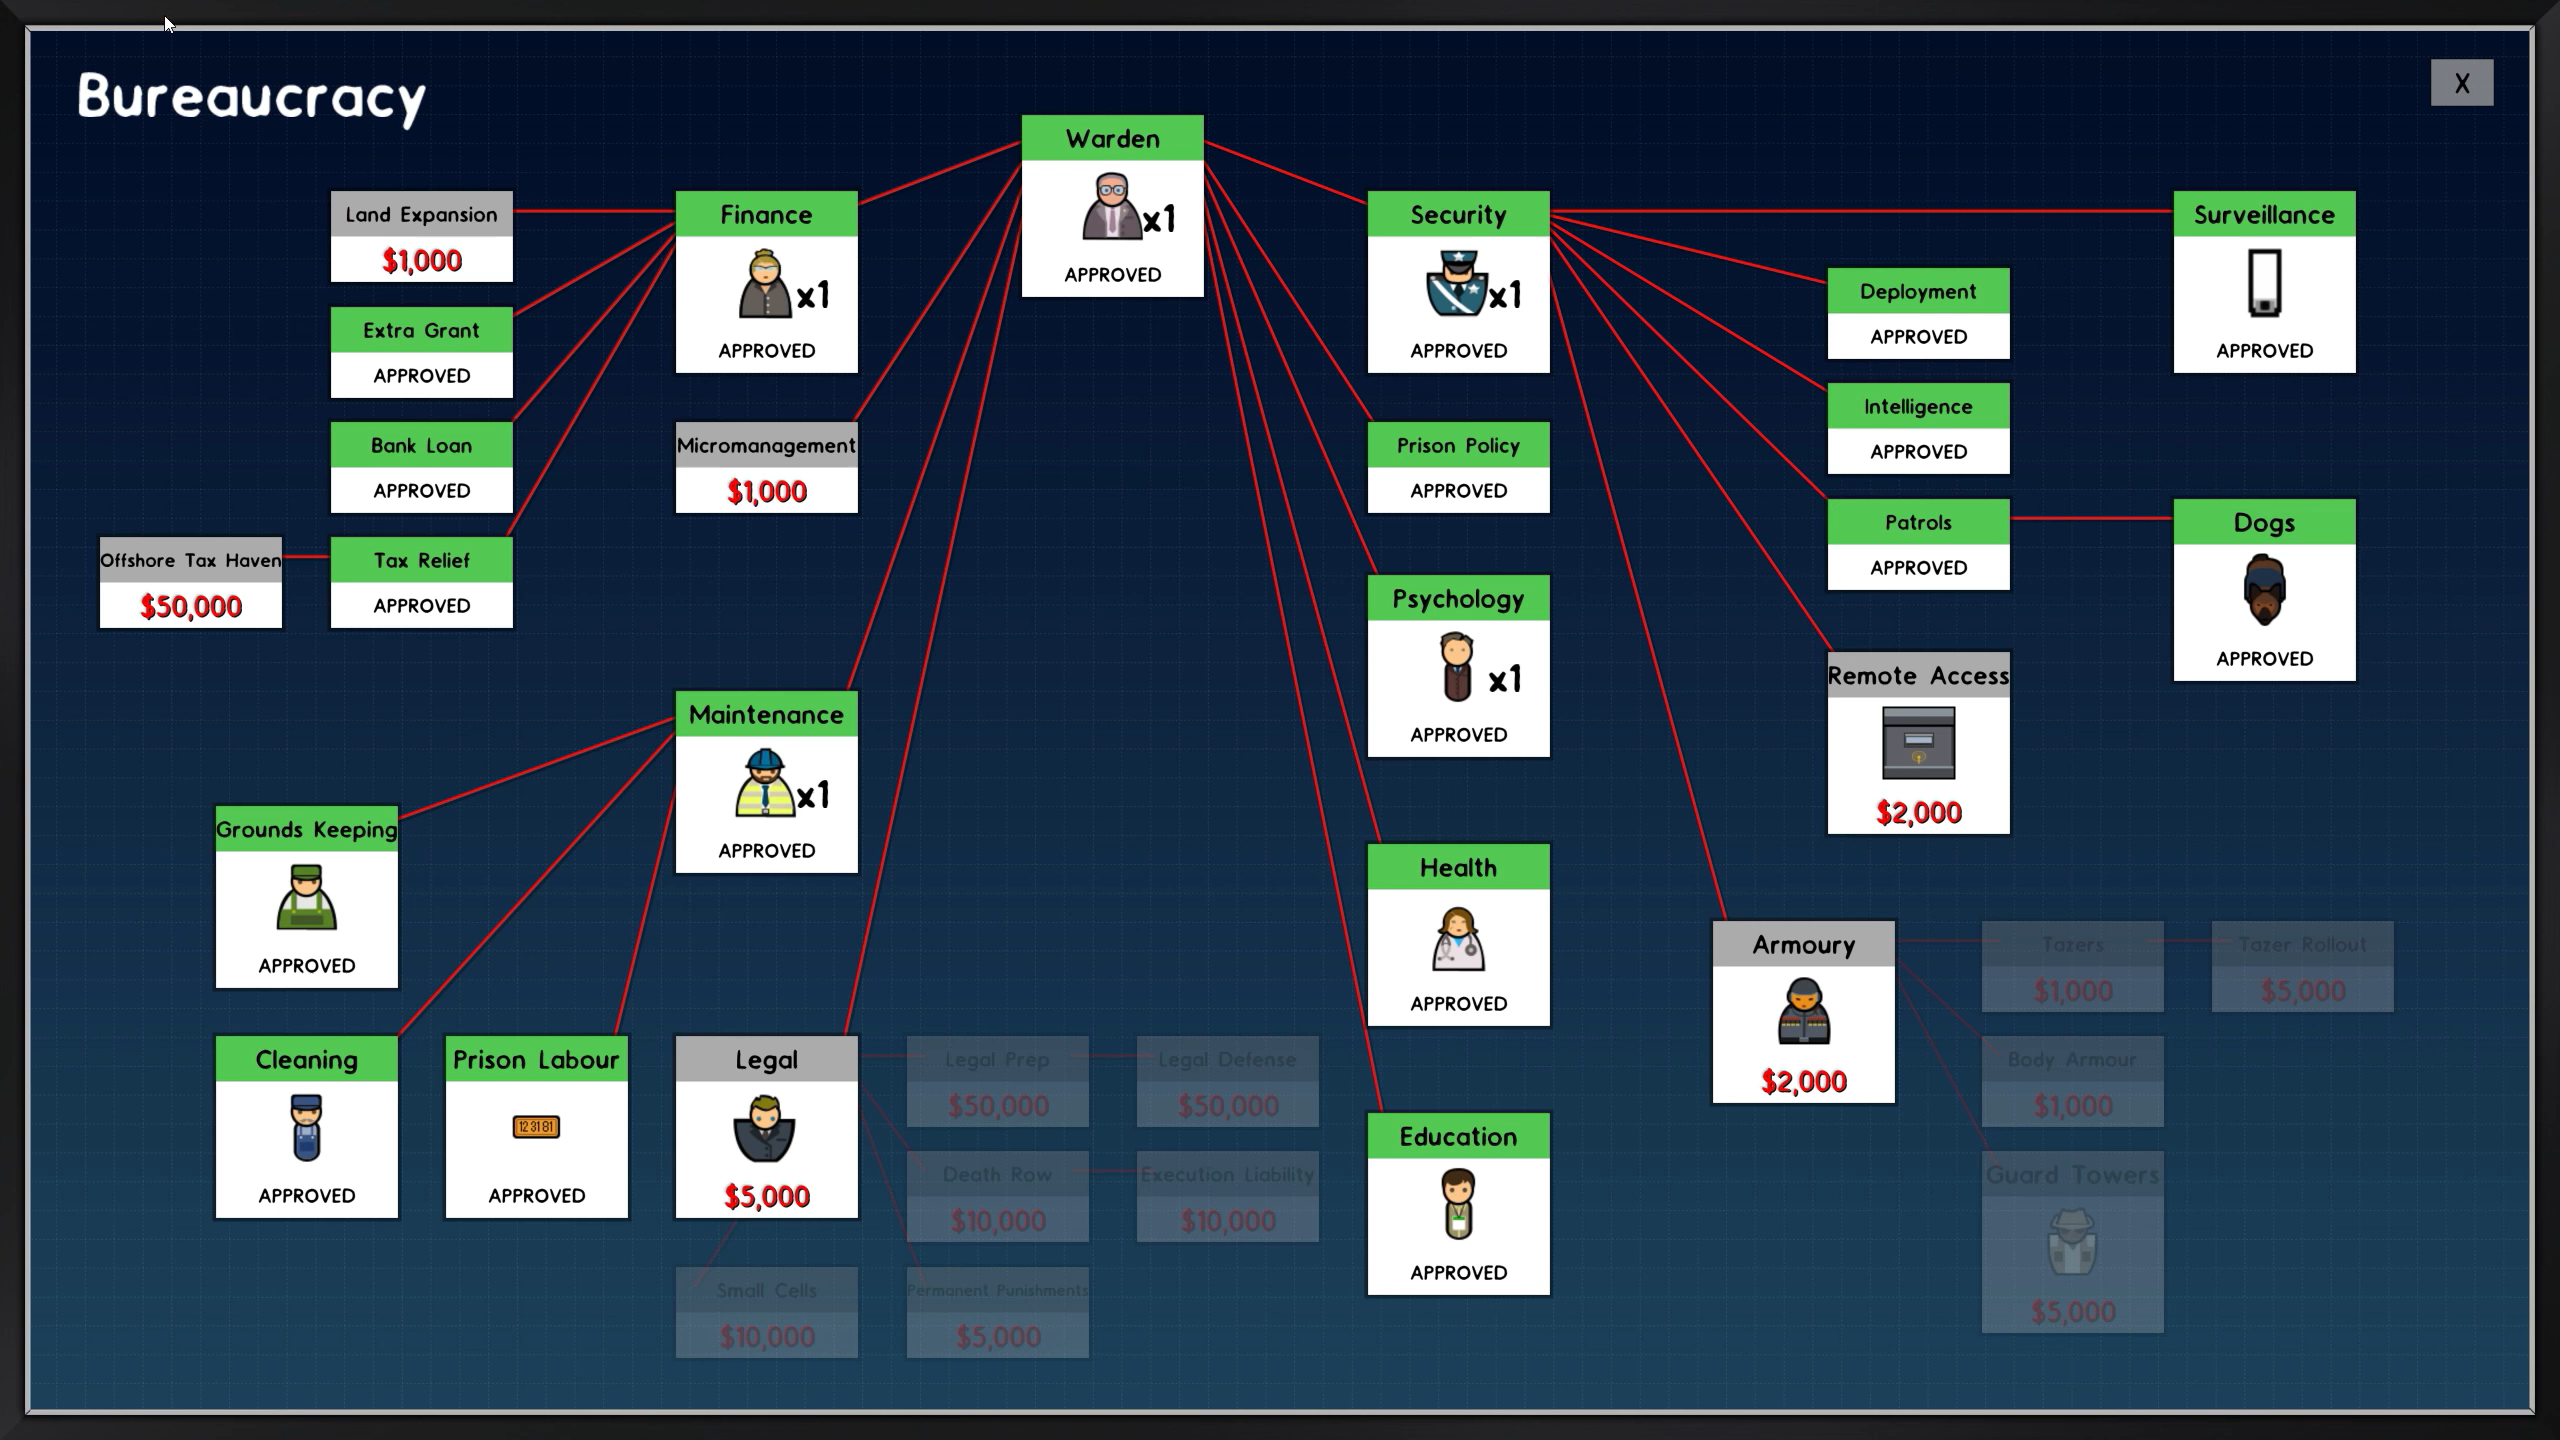 Bureaucracy
X
Warden
x1
APPROVED
Land Expansion
$1,000
Finance
x1
APPROVED
Security
x1
APPROVED
Surveillance
APPROVED
Deployment
APPROVED
Extra Grant
APPROVED
Intelligence
APPROVED
Bank Loan
APPROVED
Micromanagement
$1,000
Prison Policy
APPROVED
Patrols
APPROVED
Dogs
APPROVED
Offshore Tax Haven
$50,000
Tax Relief
APPROVED
Psychology
x1
APPROVED
Remote Access
$2,000
Maintenance
x1
APPROVED
Grounds Keeping
APPROVED
Health
APPROVED
Armoury
$2,000
Tazers
$1,000
Tazer Rollout
$5,000
Cleaning
APPROVED
Prison Labour
12 31 81
APPROVED
Legal
$5,000
Legal Prep
$50,000
Legal Defense
$50,000
Body Armour
$1,000
Education
APPROVED
Death Row
$10,000
Execution Liability
$10,000
Guard Towers
$5,000
Small Cells
$10,000
Permanent Punishments
$5,000